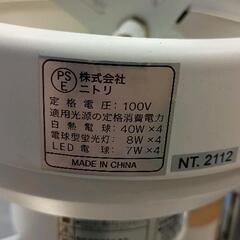 PS
E
株式会社
ニトリ
定格電圧:100V
適用光源の定格消費電力
白熱電球:40W×4
電球型蛍光灯:8W×4
LED電球:7W×4
MADE IN CHINA
NT. 2112